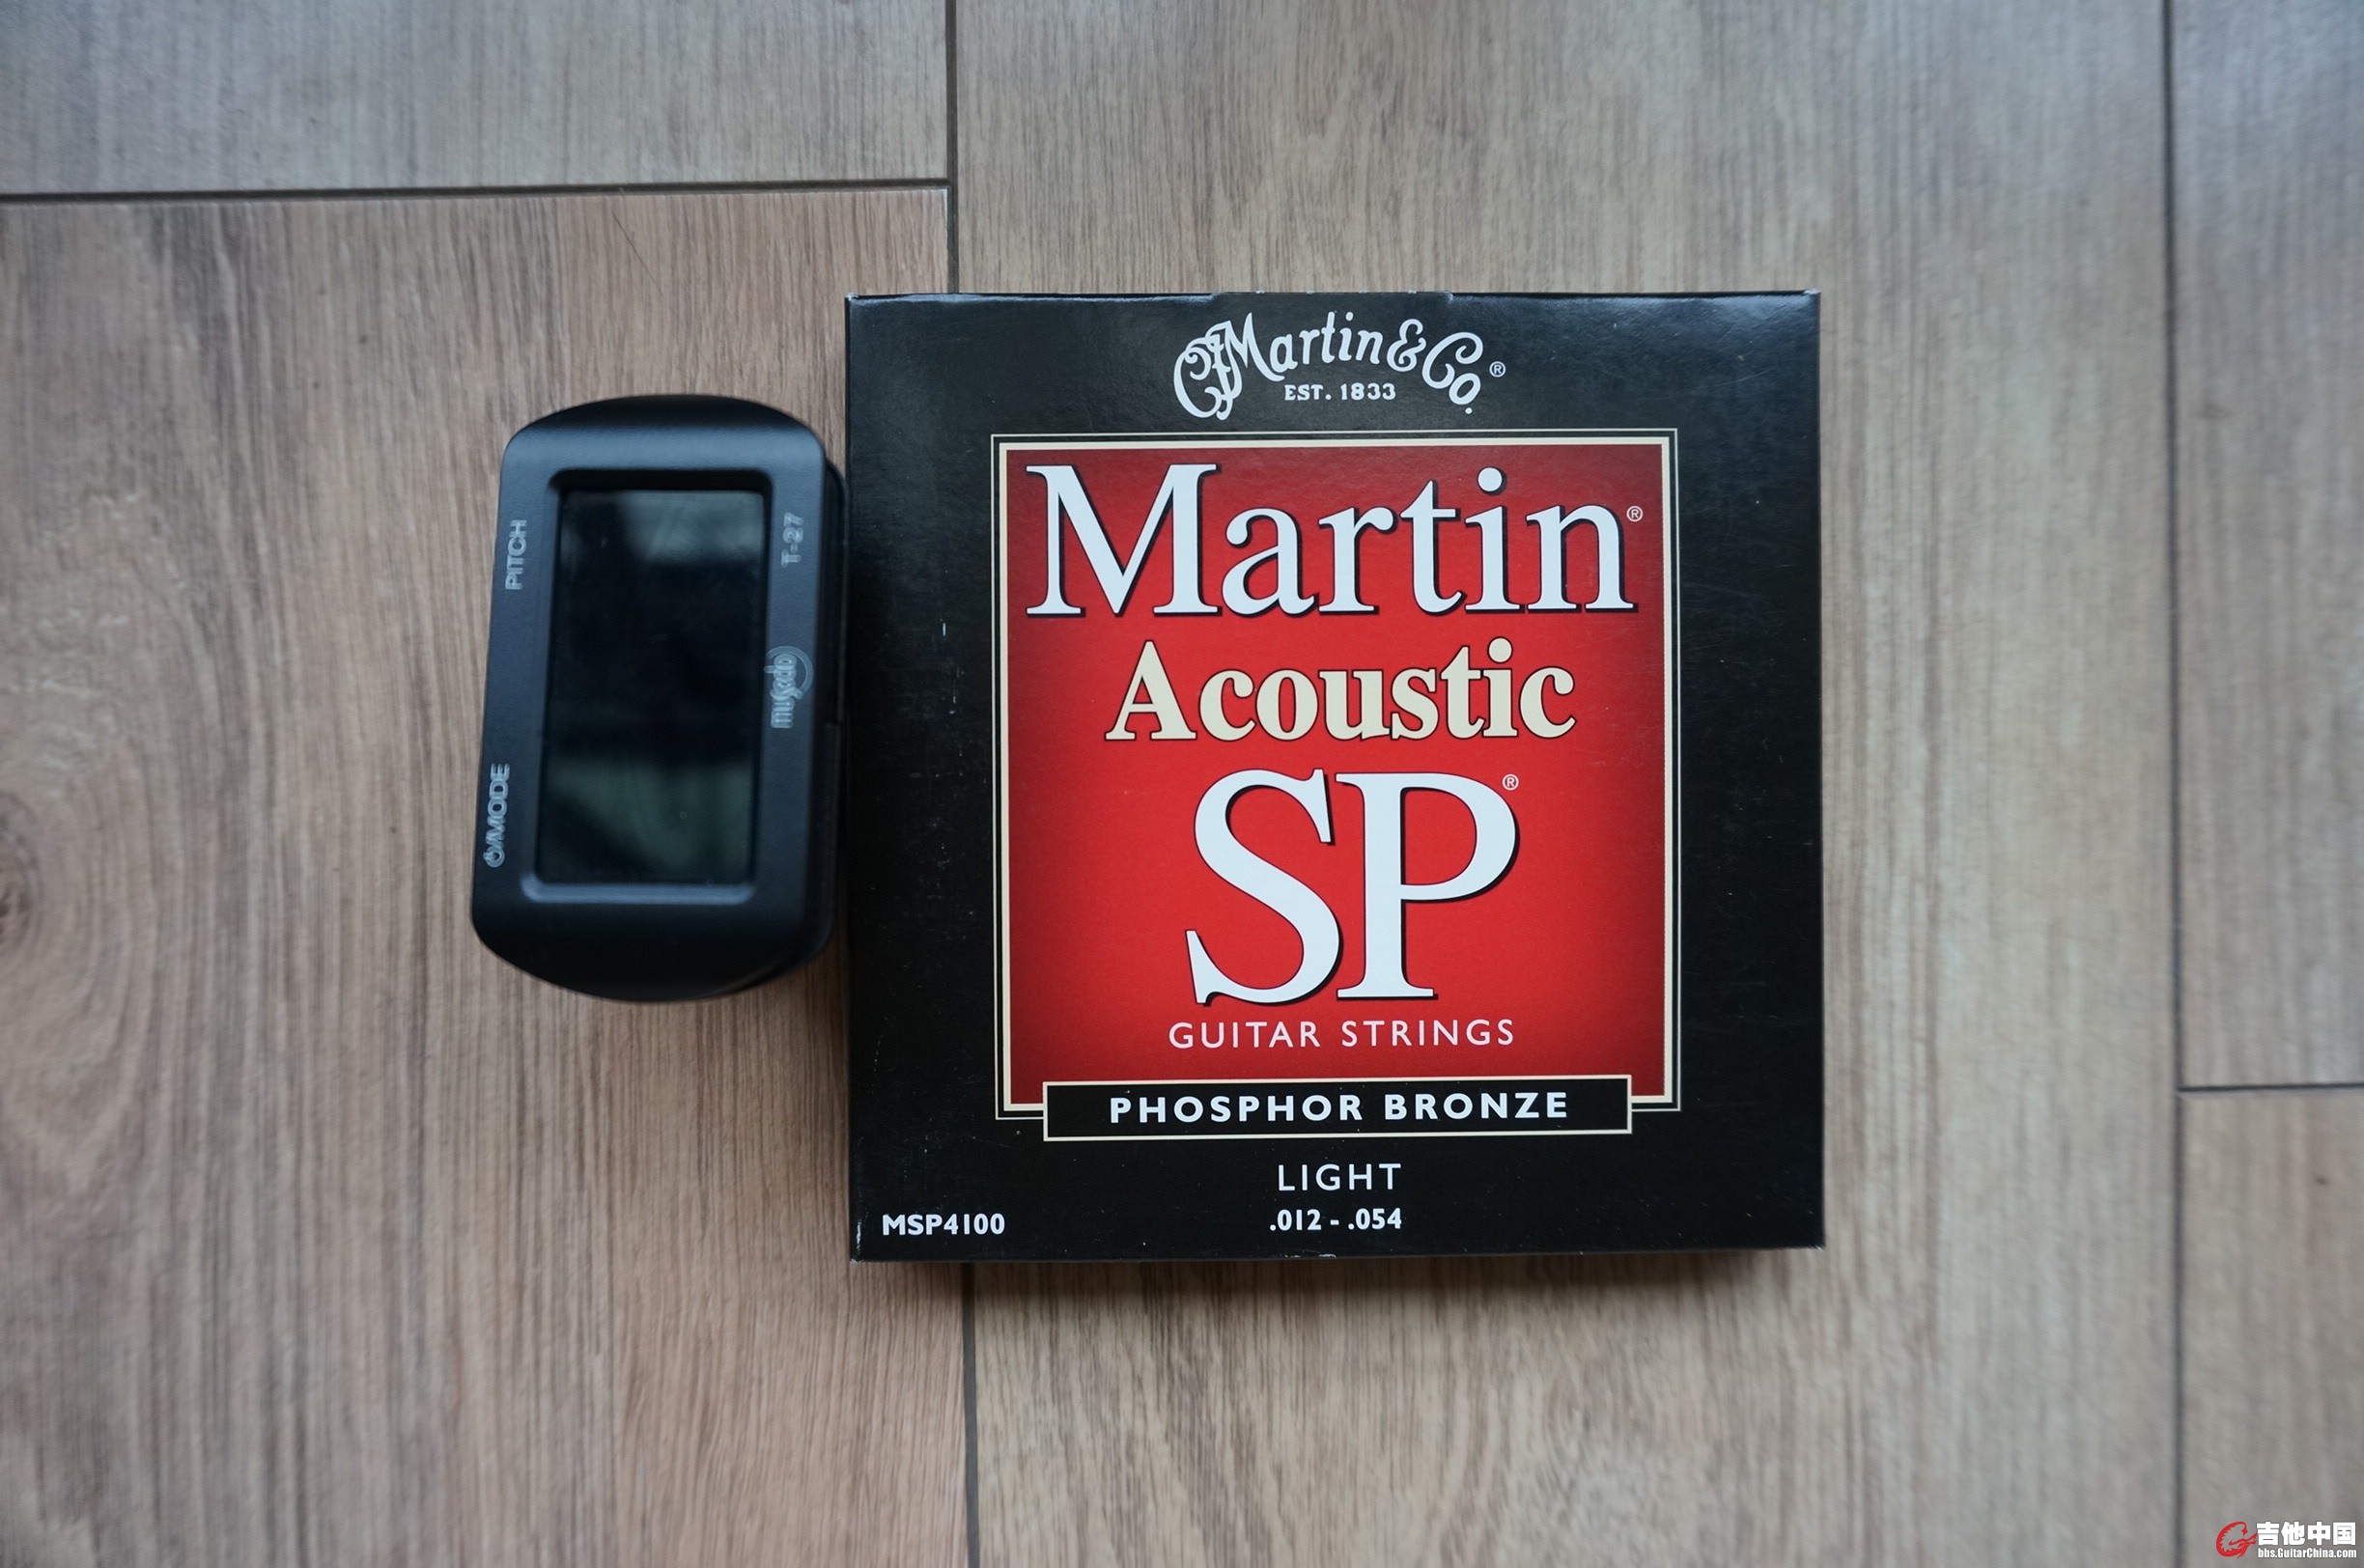 PITCH
T-27
musedo
/MODE
C.F. Martin & Co.®
EST. 1833
Martin®
Acoustic
SP®
GUITAR STRINGS
PHOSPHOR BRONZE
LIGHT
.012 - .054
MSP4100
吉他中国
bbs.GuitarChina.com